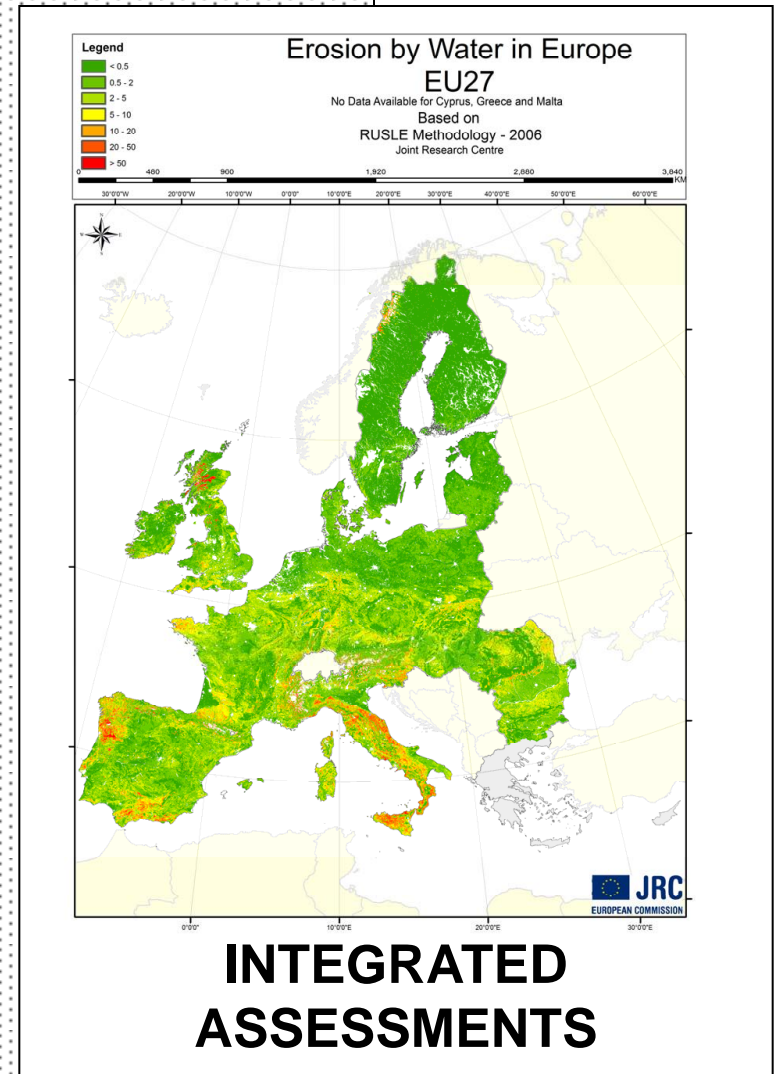 Legend
< 0.5
0.5 - 2
2 - 5
5 - 10
10 - 20
20 - 50
> 50
Erosion by Water in Europe
EU27
No Data Available for Cyprus, Greece and Malta
Based on
RUSLE Methodology - 2006
Joint Research Centre
0 480 960 1,920 2,880 3,840
KM
30°0'0"W 20°0'0"W 10°0'0"W 0°0'0" 10°0'0"E 20°0'0"E 30°0'0"E 40°0'0"E 50°0'0"E 60°0'0"E
N
W E
S
JRC
EUROPEAN COMMISSION
0°0'0" 10°0'0"E 20°0'0"E 30°0'0"E
INTEGRATED
ASSESSMENTS